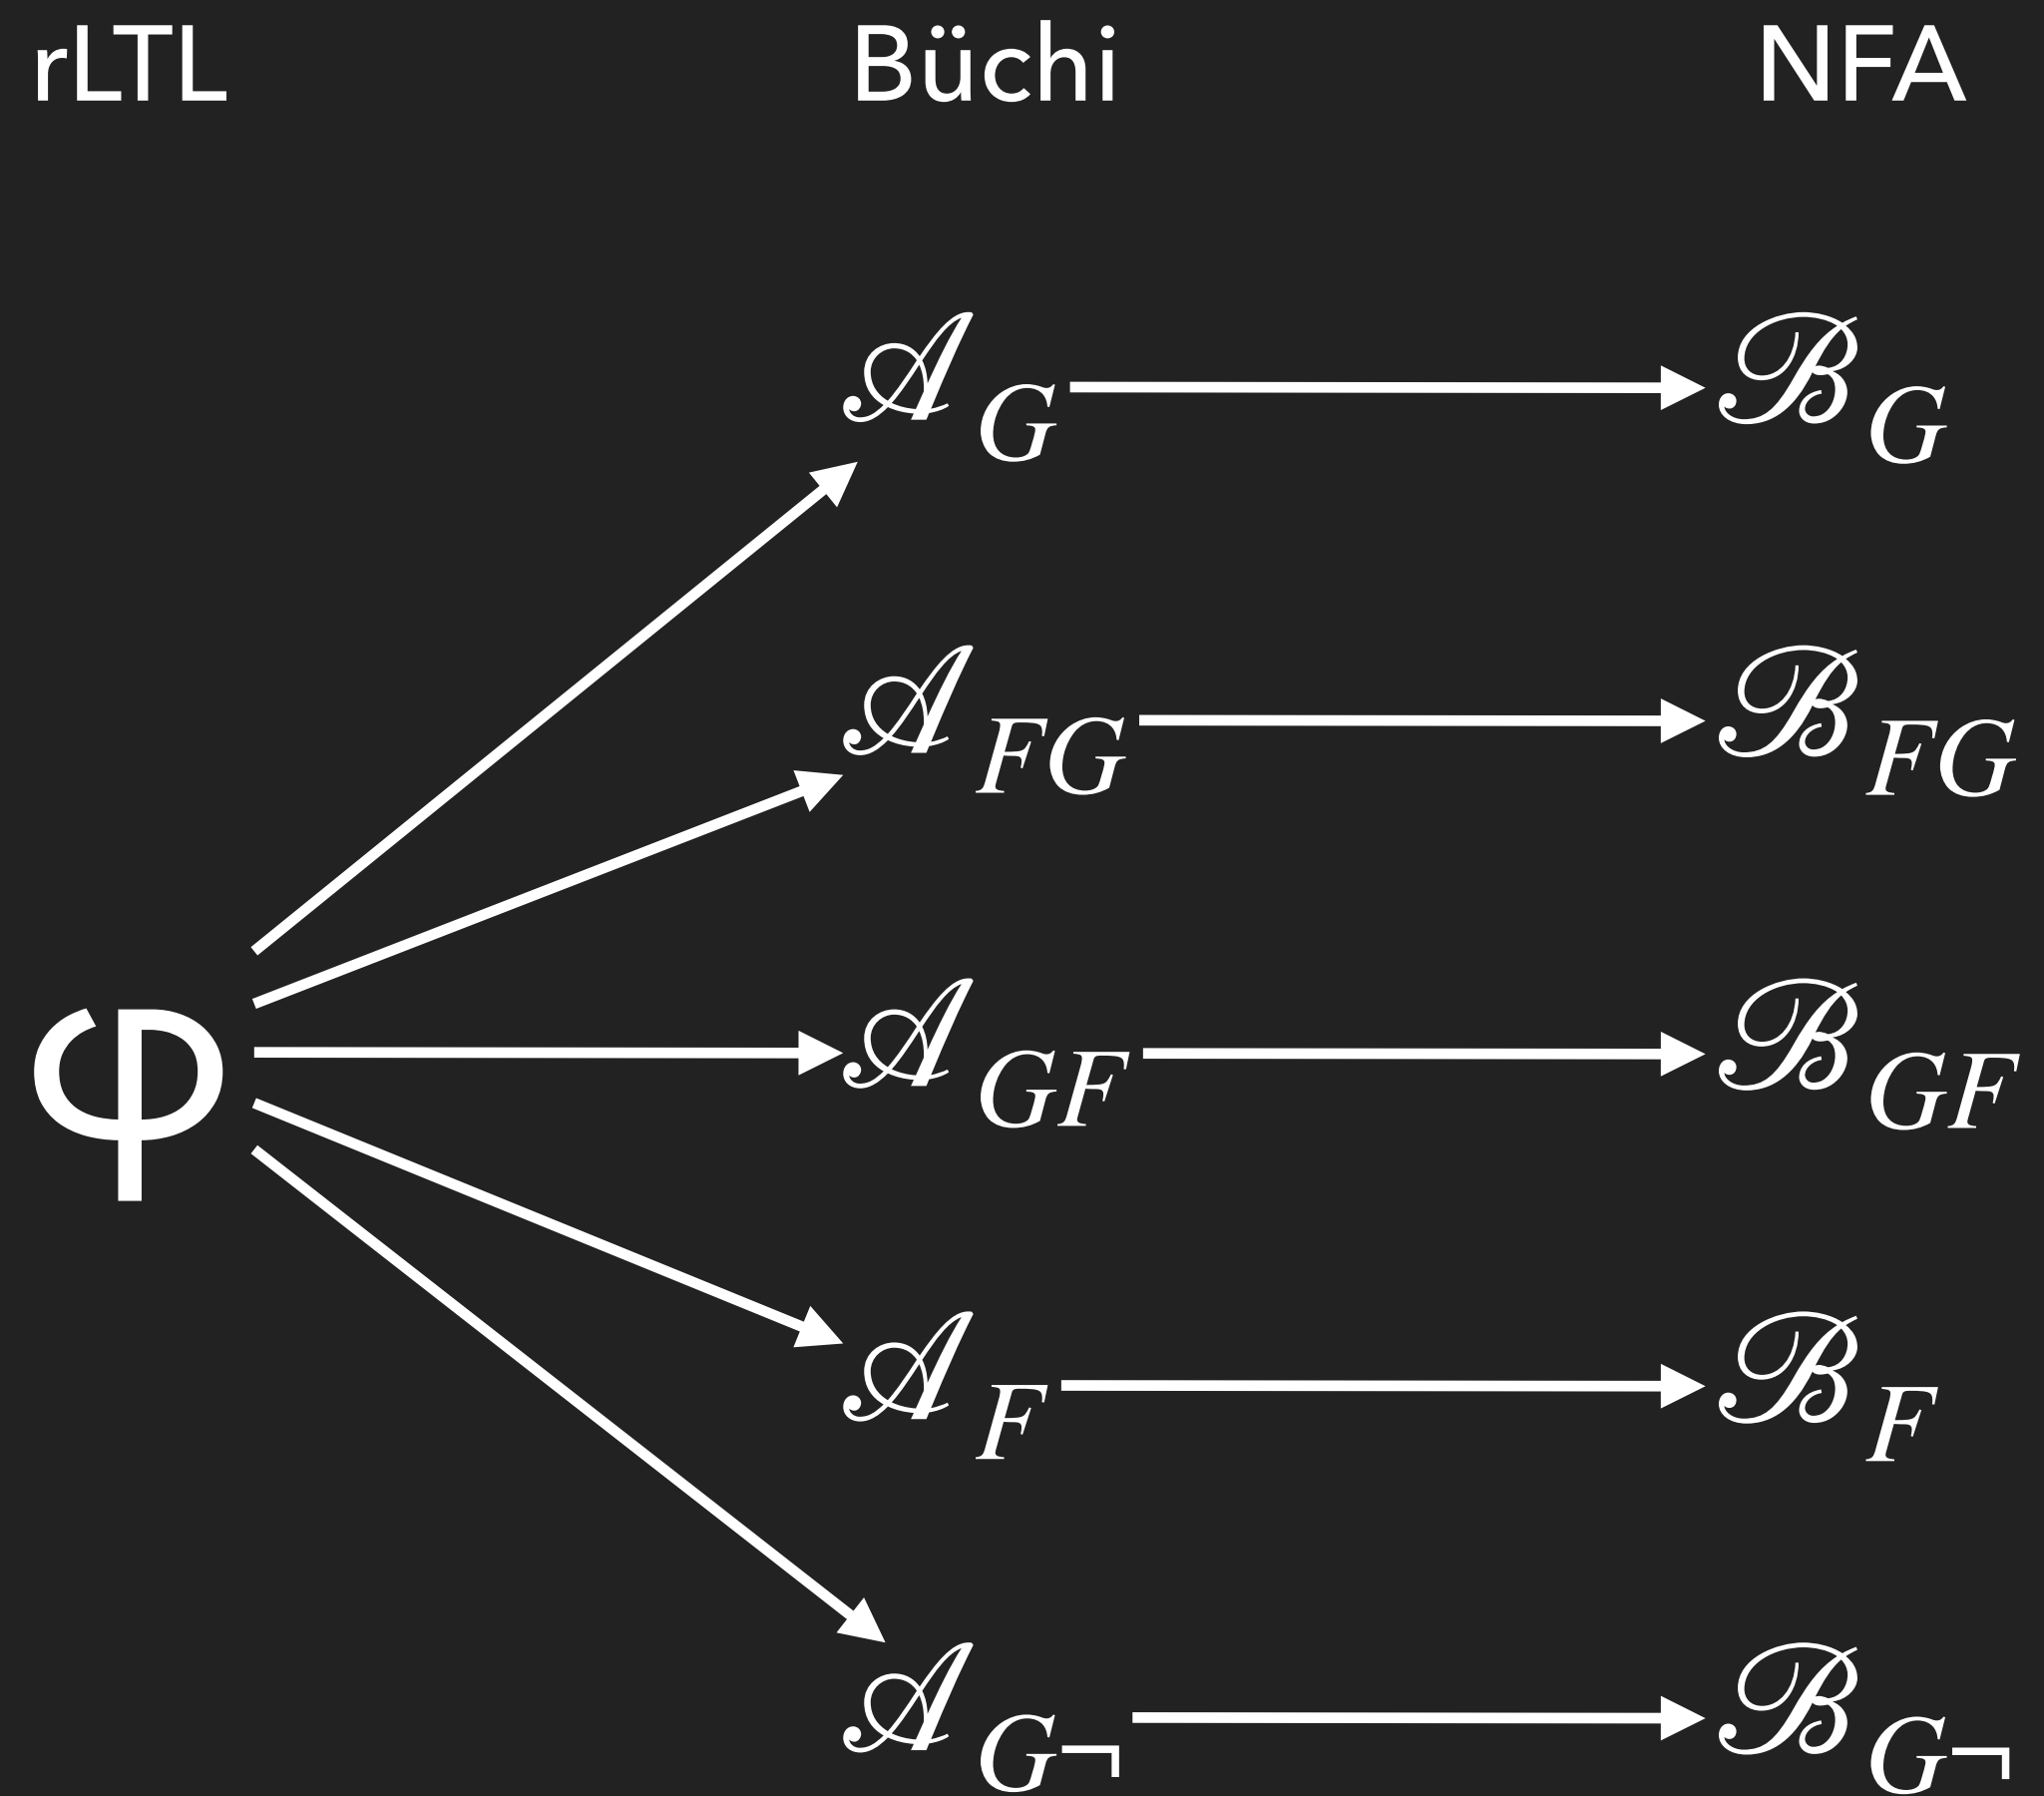 rLTL Büchi NFA
𝒜G ℬG
𝒜FG ℬFG
φ 𝒜GF ℬGF
𝒜F ℬF
𝒜G¬ ℬG¬